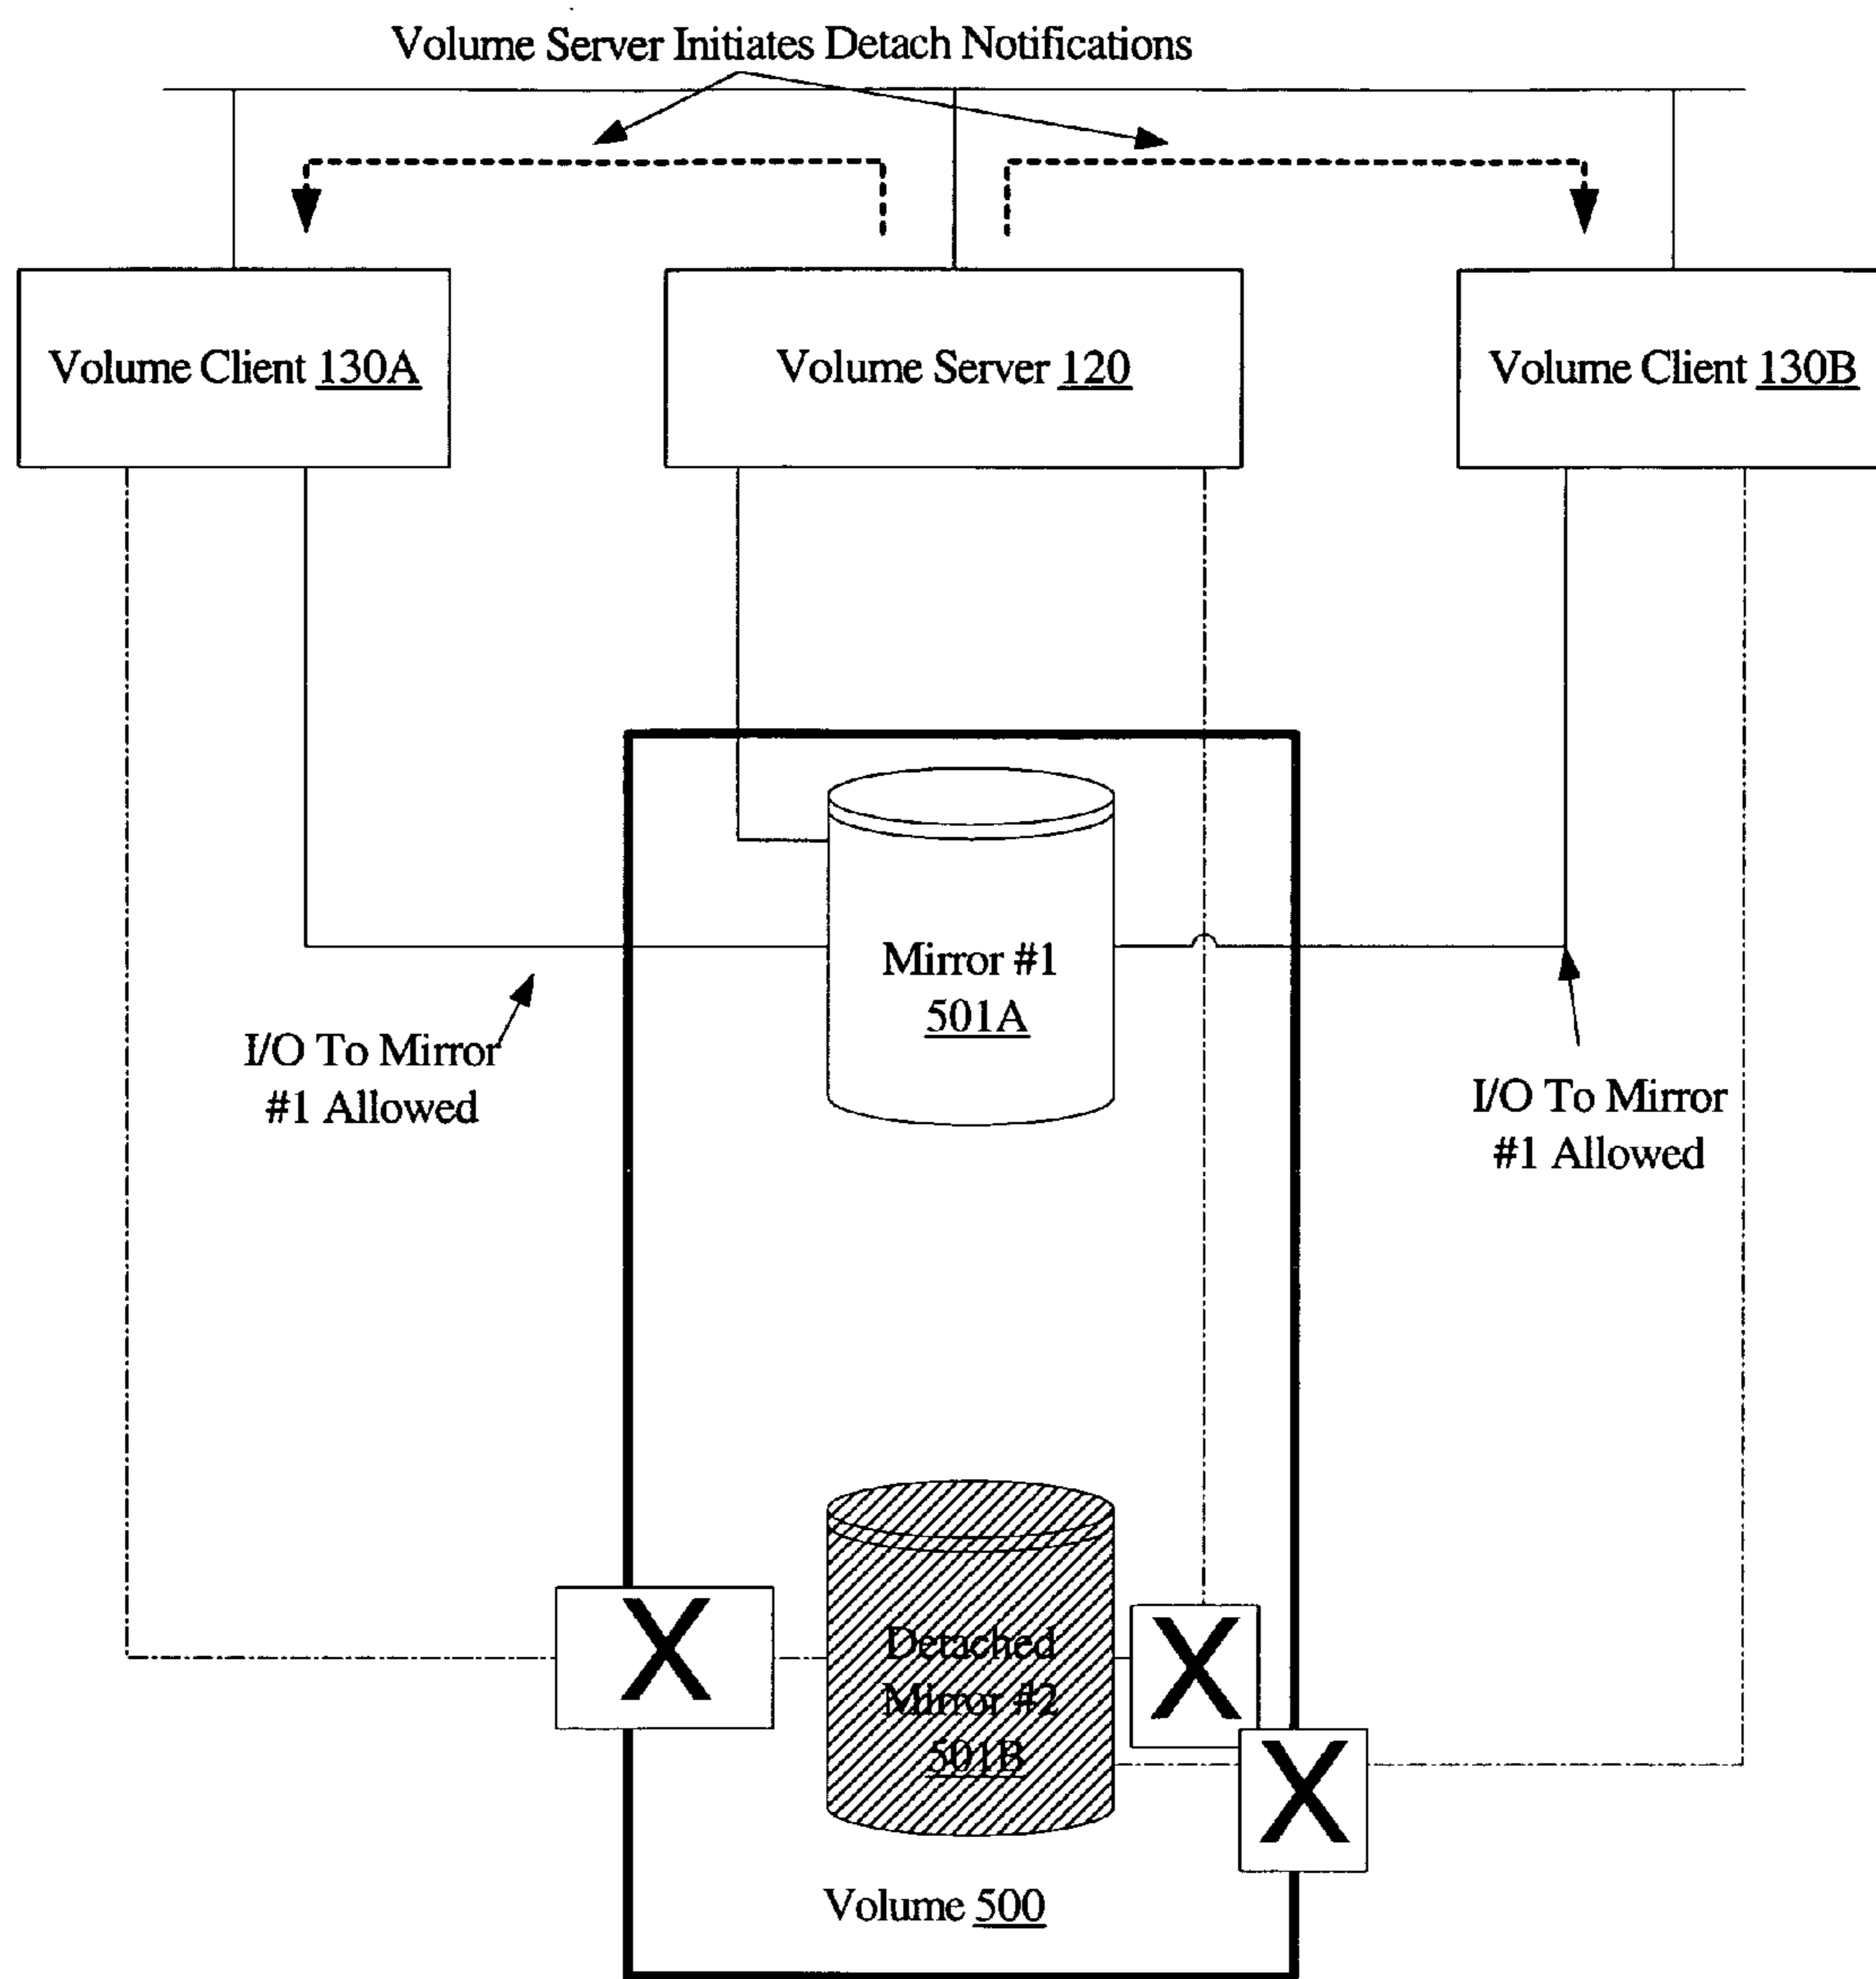 Volume Server Initiates Detach Notifications
Volume Client 130A
Volume Server 120
Volume Client 130B
Mirror #1
501A
I/O To Mirror
#1 Allowed
I/O To Mirror
#1 Allowed
X
X
Detached
Mirror #2
501B
X
Volume 500